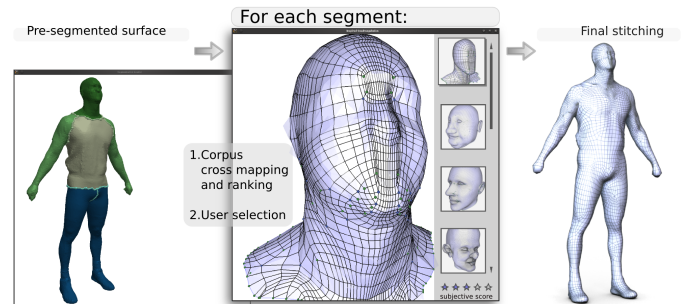 For each segment:
Pre-segmented surface
Final stitching
1.Corpus
cross mapping
and ranking
2.User selection
subjective score